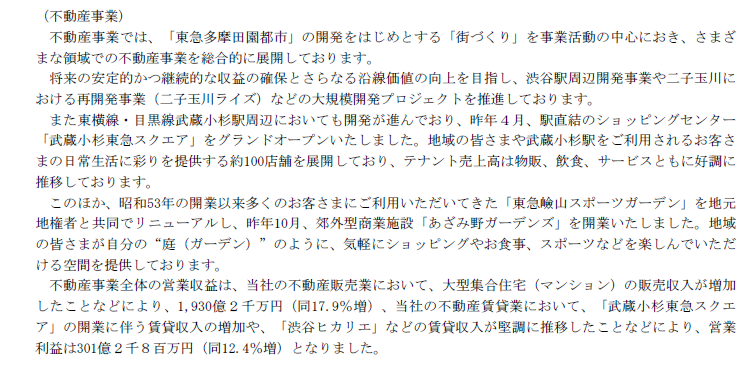 （不動産事業）
　不動産事業では、「東急多摩田園都市」の開発をはじめとする「街づくり」を事業活動の中心におき、さまざ
まな領域での不動産事業を総合的に展開しております。
　将来の安定的かつ継続的な収益の確保とさらなる沿線価値の向上を目指し、渋谷駅周辺開発事業や二子玉川に
おける再開発事業（二子玉川ライズ）などの大規模開発プロジェクトを推進しております。
　また東横線・目黒線武蔵小杉駅周辺においても開発が進んでおり、昨年４月、駅直結のショッピングセンター
「武蔵小杉東急スクエア」をグランドオープンいたしました。地域の皆さまや武蔵小杉駅をご利用されるお客さ
まの日常生活に彩りを提供する約100店舗を展開しており、テナント売上高は物販、飲食、サービスともに好調に
推移しております。
　このほか、昭和53年の開業以来多くのお客さまにご利用いただいてきた「東急嶮山スポーツガーデン」を地元
地権者と共同でリニューアルし、昨年10月、郊外型商業施設「あざみ野ガーデンズ」を開業いたしました。地域
の皆さまが自分の“庭（ガーデン）”のように、気軽にショッピングやお食事、スポーツなどを楽しんでいただ
ける空間を提供しております。
　不動産事業全体の営業収益は、当社の不動産販売業において、大型集合住宅（マンション）の販売収入が増加
したことなどにより、1,930億２千万円（同17.9％増）、当社の不動産賃貸業において、「武蔵小杉東急スクエ
ア」の開業に伴う賃貸収入の増加や、「渋谷ヒカリエ」などの賃貸収入が堅調に推移したことなどにより、営業
利益は301億２千８百万円（同12.4％増）となりました。